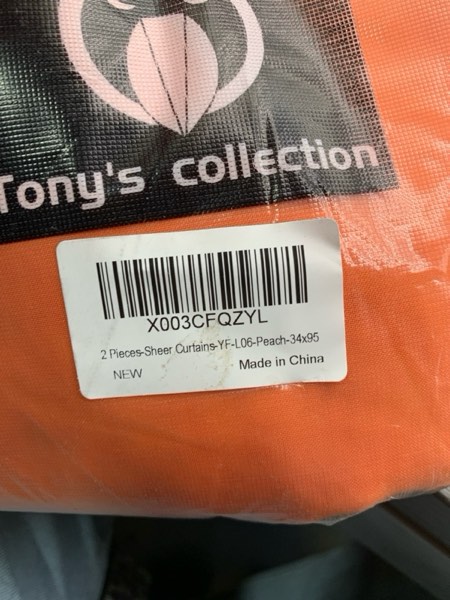 Tony's collection
X003CFQZYL
2 Pieces-Sheer Curtains-YF-L06-Peach-34x95
NEW
Made in China